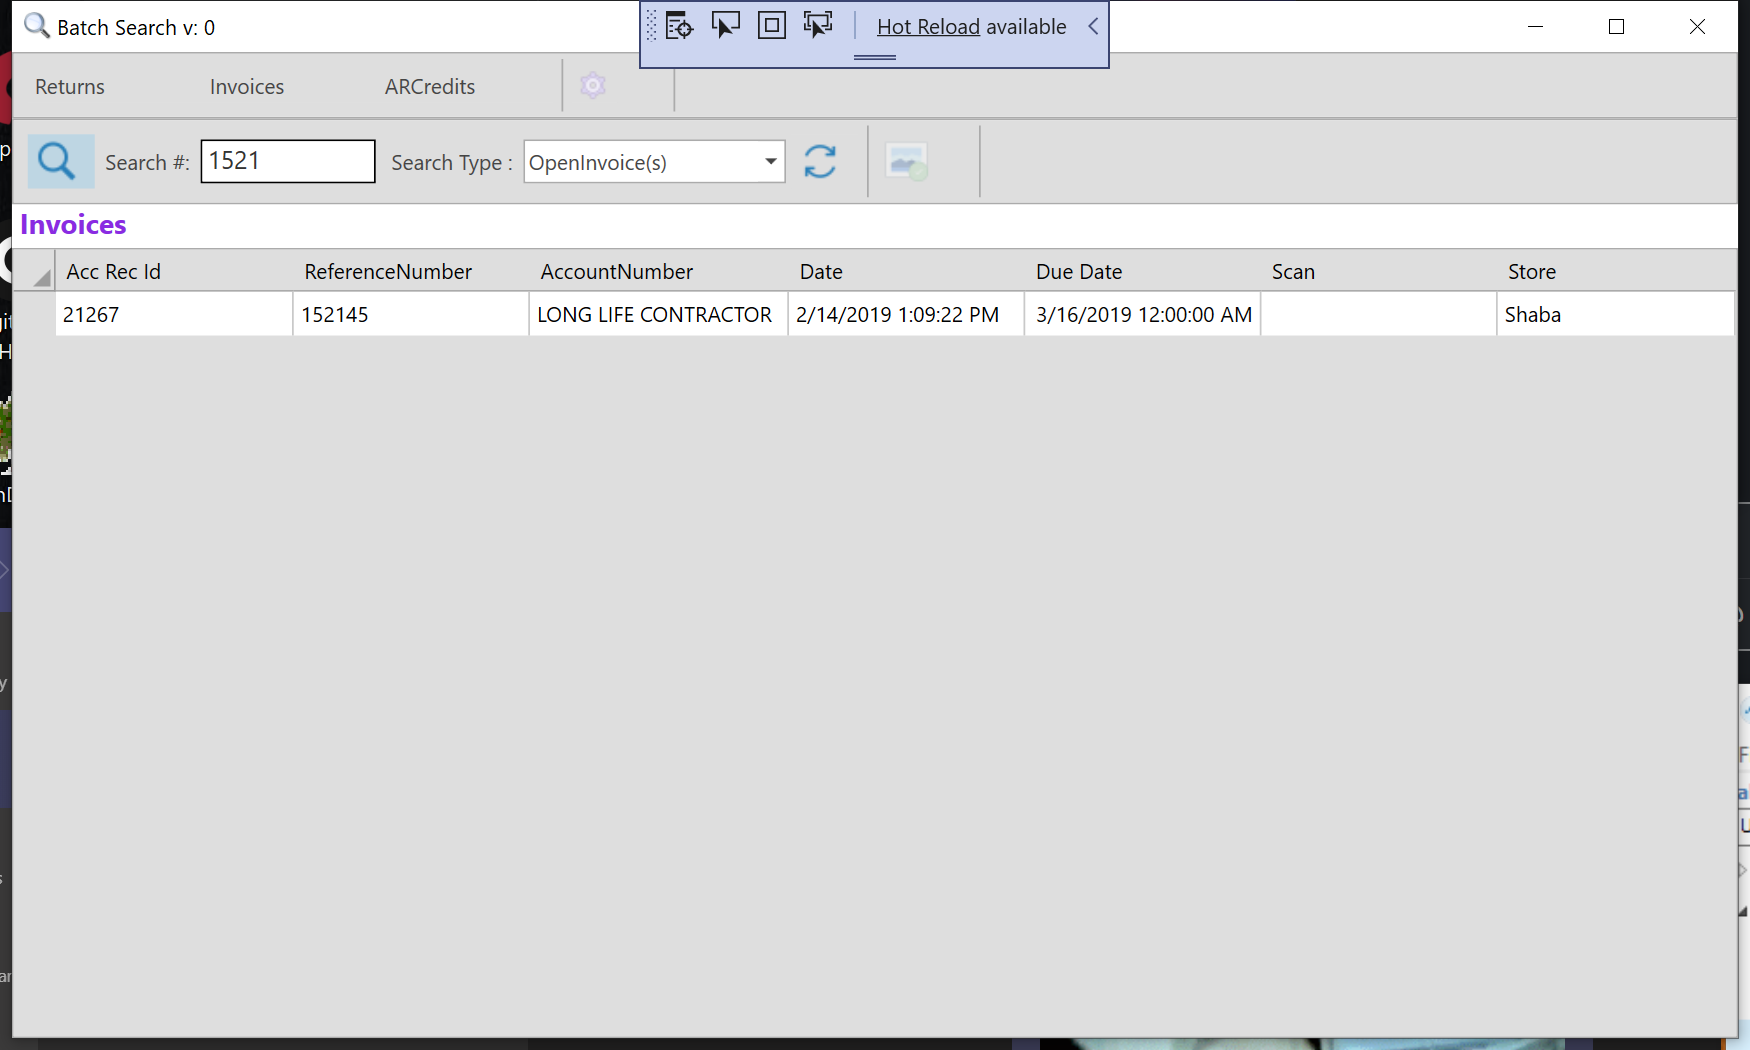 Batch Search v: 0
Hot Reload available
Returns Invoices ARCredits
Search #: 1521 Search Type : OpenInvoice(s)
Invoices
Acc Rec Id ReferenceNumber AccountNumber Date Due Date Scan Store
21267 152145 LONG LIFE CONTRACTOR 2/14/2019 1:09:22 PM 3/16/2019 12:00:00 AM Shaba